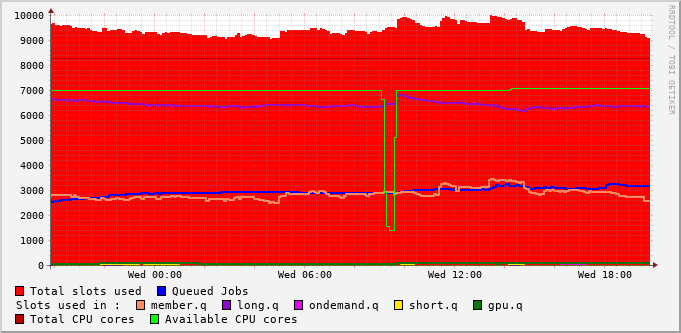 10000
9000
8000
7000
6000
5000
4000
3000
2000
1000
0
Wed 00:00 Wed 06:00 Wed 12:00 Wed 18:00
RRDTOOL / TOBI OETIKER
Total slots used Queued Jobs
Slots used in : member.q long.q ondemand.q short.q gpu.q
Total CPU cores Available CPU cores